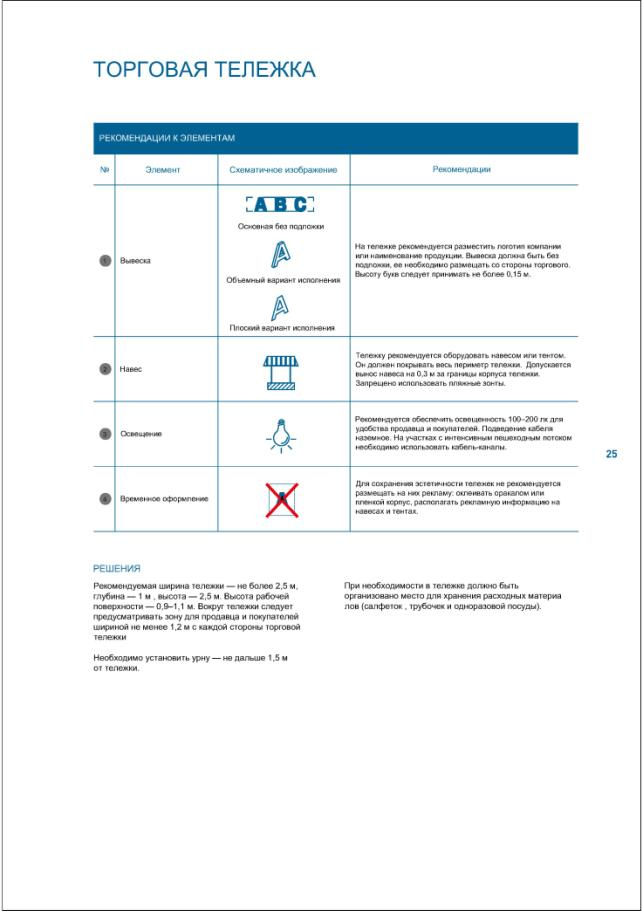 ТОРГОВАЯ ТЕЛЕЖКА
РЕКОМЕНДАЦИИ К ЭЛЕМЕНТАМ
№ Элемент Схематичное изображение Рекомендации
1 Вывеска
ABC
Основная без подложки
A
Объемный вариант исполнения
A
Плоский вариант исполнения
На тележке рекомендуется разместить логотип компании
или наименование продукции. Вывеска должна быть без
подложки, ее необходимо размещать со стороны торгового.
Высоту букв следует принимать не более 0,15 м.
2 Навес
Тележку рекомендуется оборудовать навесом или тентом.
Он должен покрывать весь периметр тележки. Допускается
вынос навеса на 0,3 м за границы корпуса тележки.
Запрещено использовать пляжные зонты.
3 Освещение
Рекомендуется обеспечить освещенность 100–200 лк для
удобства продавца и покупателей. Подведение кабеля
наземное. На участках с интенсивным пешеходным потоком
необходимо использовать кабель-каналы.
25
4 Временное оформление
A
Для сохранения эстетичности тележек не рекомендуется
размещать на них рекламу: оклеивать оракалом или
пленкой корпус, располагать рекламную информацию на
навесах и тентах.
РЕШЕНИЯ
Рекомендуемая ширина тележки — не более 2,5 м,
глубина — 1 м , высота — 2,5 м. Высота рабочей
поверхности — 0,9–1,1 м. Вокруг тележки следует
предусматривать зону для продавца и покупателей
шириной не менее 1,2 м с каждой стороны торговой
тележки
Необходимо установить урну — не дальше 1,5 м
от тележки.
При необходимости в тележке должно быть
организовано место для хранения расходных материа
лов (салфеток , трубочек и одноразовой посуды).